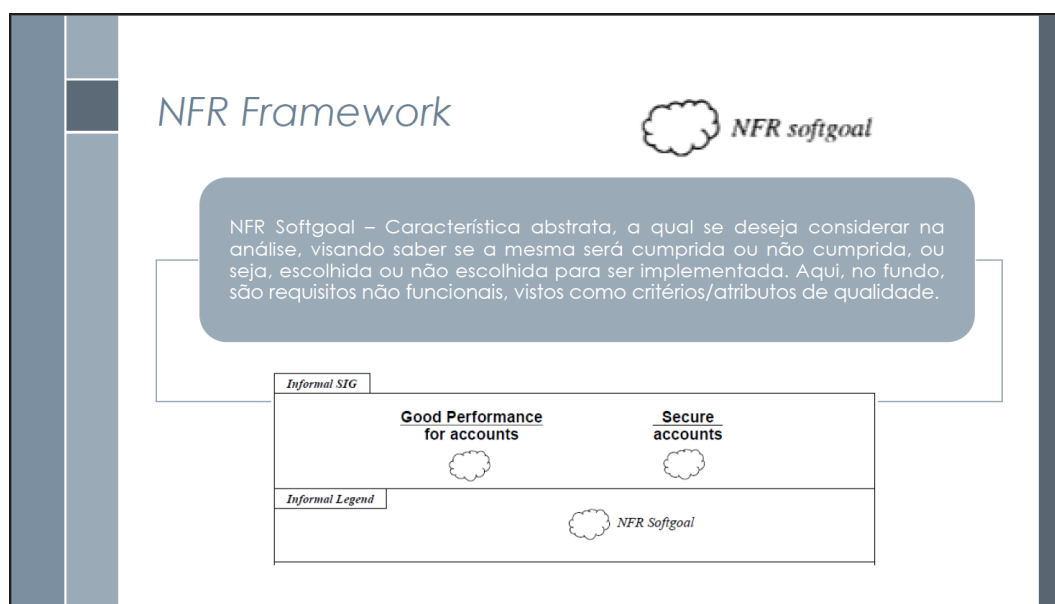 NFR Framework
NFR softgoal
NFR Softgoal – Característica abstrata, a qual se deseja considerar na
análise, visando saber se a mesma será cumprida ou não cumprida, ou
seja, escolhida ou não escolhida para ser implementada. Aqui, no fundo,
são requisitos não funcionais, vistos como critérios/atributos de qualidade.
Informal SIG
Good Performance
for accounts
Secure
accounts
Informal Legend
NFR Softgoal